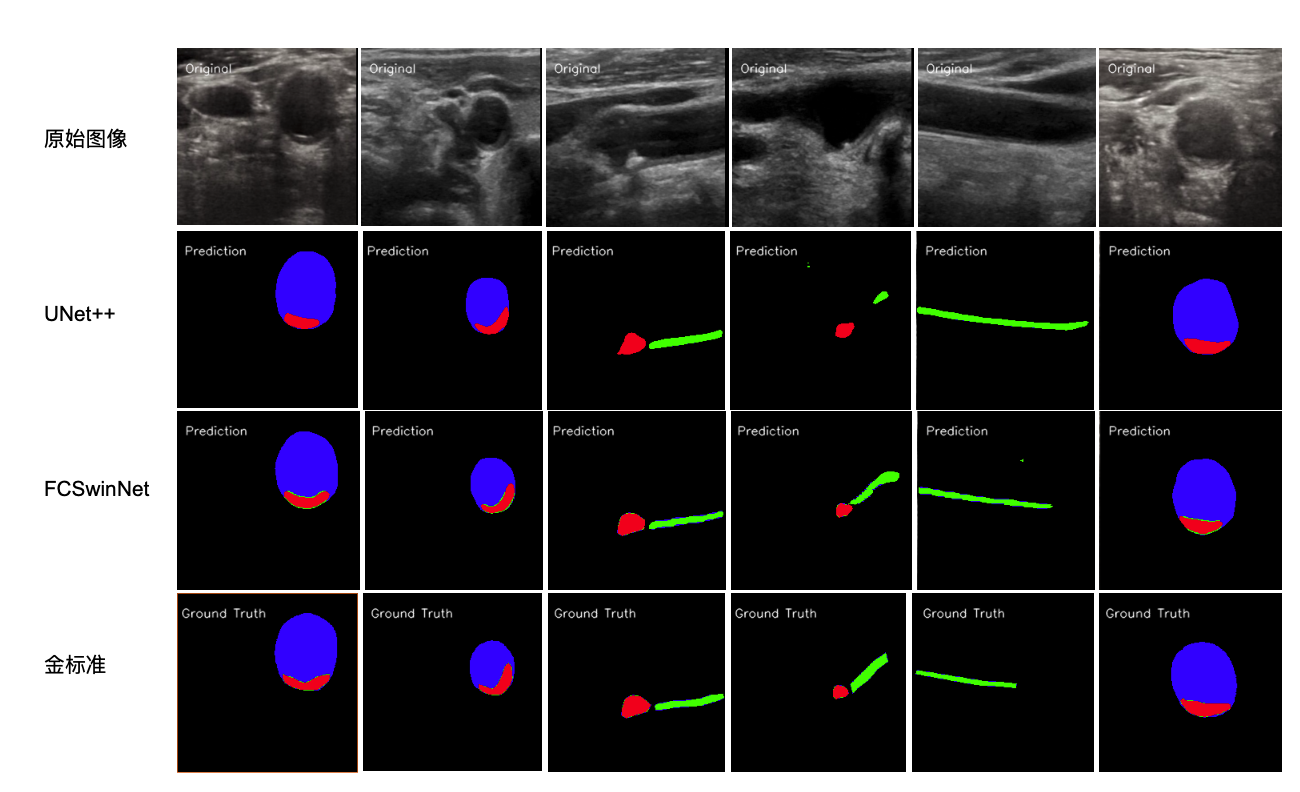 原始图像
Original
Original
Original
Original
Original
Original
UNet++
Prediction
Prediction
Prediction
Prediction
Prediction
Prediction
FCSwinNet
Prediction
Prediction
Prediction
Prediction
Prediction
Prediction
金标准
Ground Truth
Ground Truth
Ground Truth
Ground Truth
Ground Truth
Ground Truth